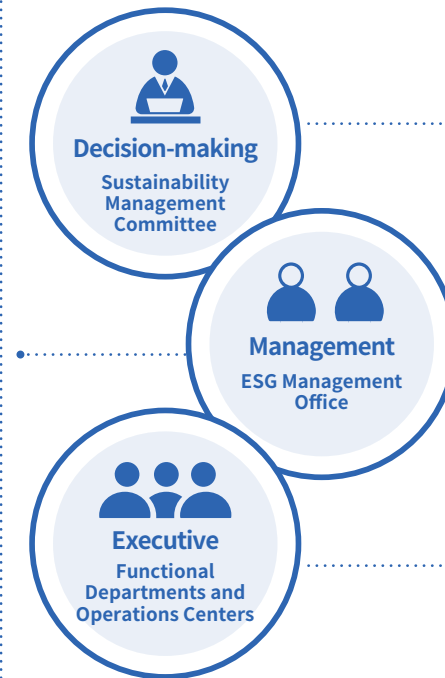 Decision-making
Sustainability
Management
Committee
Management
ESG Management
Office
Executive
Functional
Departments and
Operations Centers